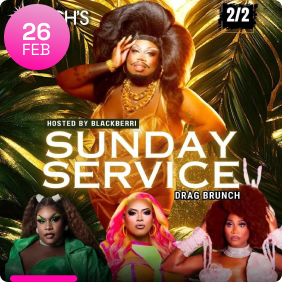 26
FEB
H'S
2/2
HOSTED BY BLACKBERRI
SUNDAY
SERVICE
DRAG BRUNCH